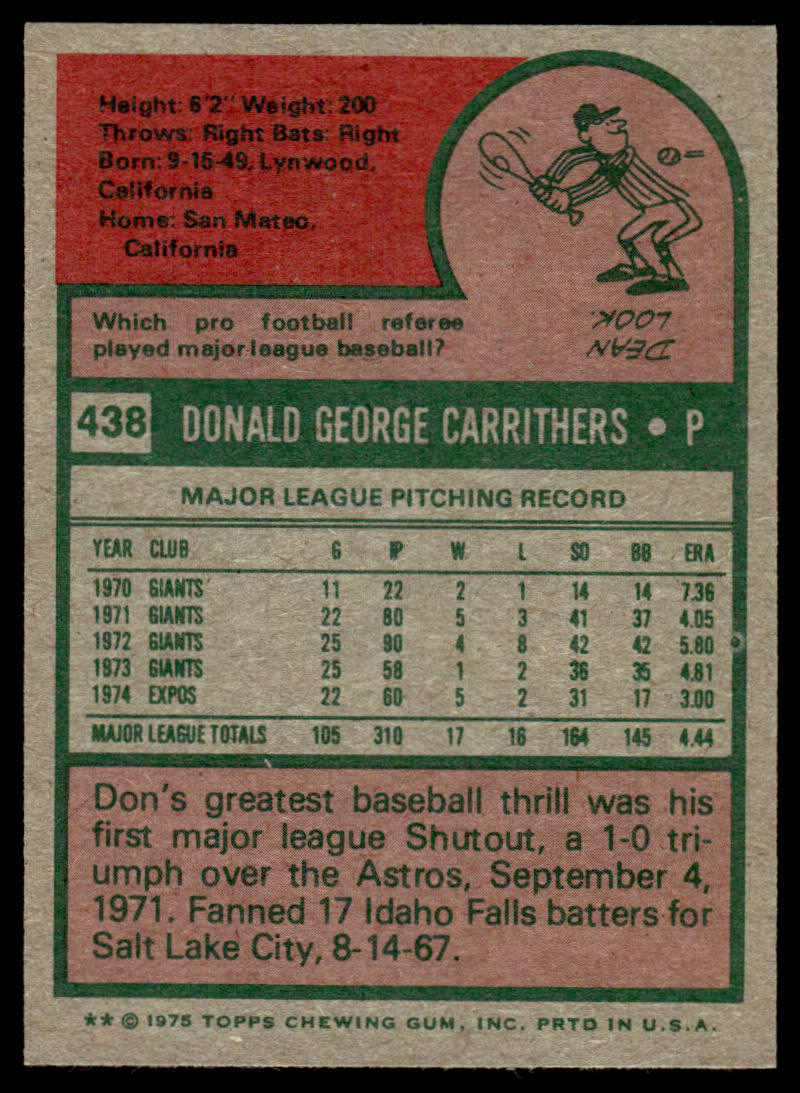 Height: 6'2" Weight: 200
Throws: Right Bats: Right
Born: 9-15-49, Lynwood,
California
Home: San Mateo,
California
Which pro football referee
played major league baseball?
DEAN
LOOK.
438 DONALD GEORGE CARRITHERS • P
MAJOR LEAGUE PITCHING RECORD
YEAR CLUB G IP W L SO BB ERA
1970 GIANTS 11 22 2 1 14 14 7.36
1971 GIANTS 22 80 5 3 41 37 4.05
1972 GIANTS 25 90 4 8 42 42 5.80
1973 GIANTS 25 58 1 2 36 35 4.81
1974 EXPOS 22 60 5 2 31 17 3.00
MAJOR LEAGUE TOTALS 105 310 17 16 164 145 4.44
Don's greatest baseball thrill was his
first major league Shutout, a 1-0 tri-
umph over the Astros, September 4,
1971. Fanned 17 Idaho Falls batters for
Salt Lake City, 8-14-67.
** © 1975 TOPPS CHEWING GUM, INC. PRTD IN U.S.A.